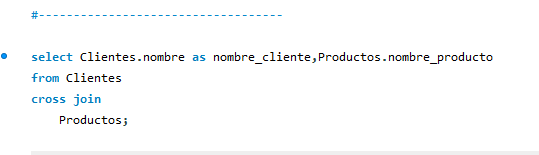 #-----------------------------------
select Clientes.nombre as nombre_cliente,Productos.nombre_producto
from Clientes
cross join
    Productos;